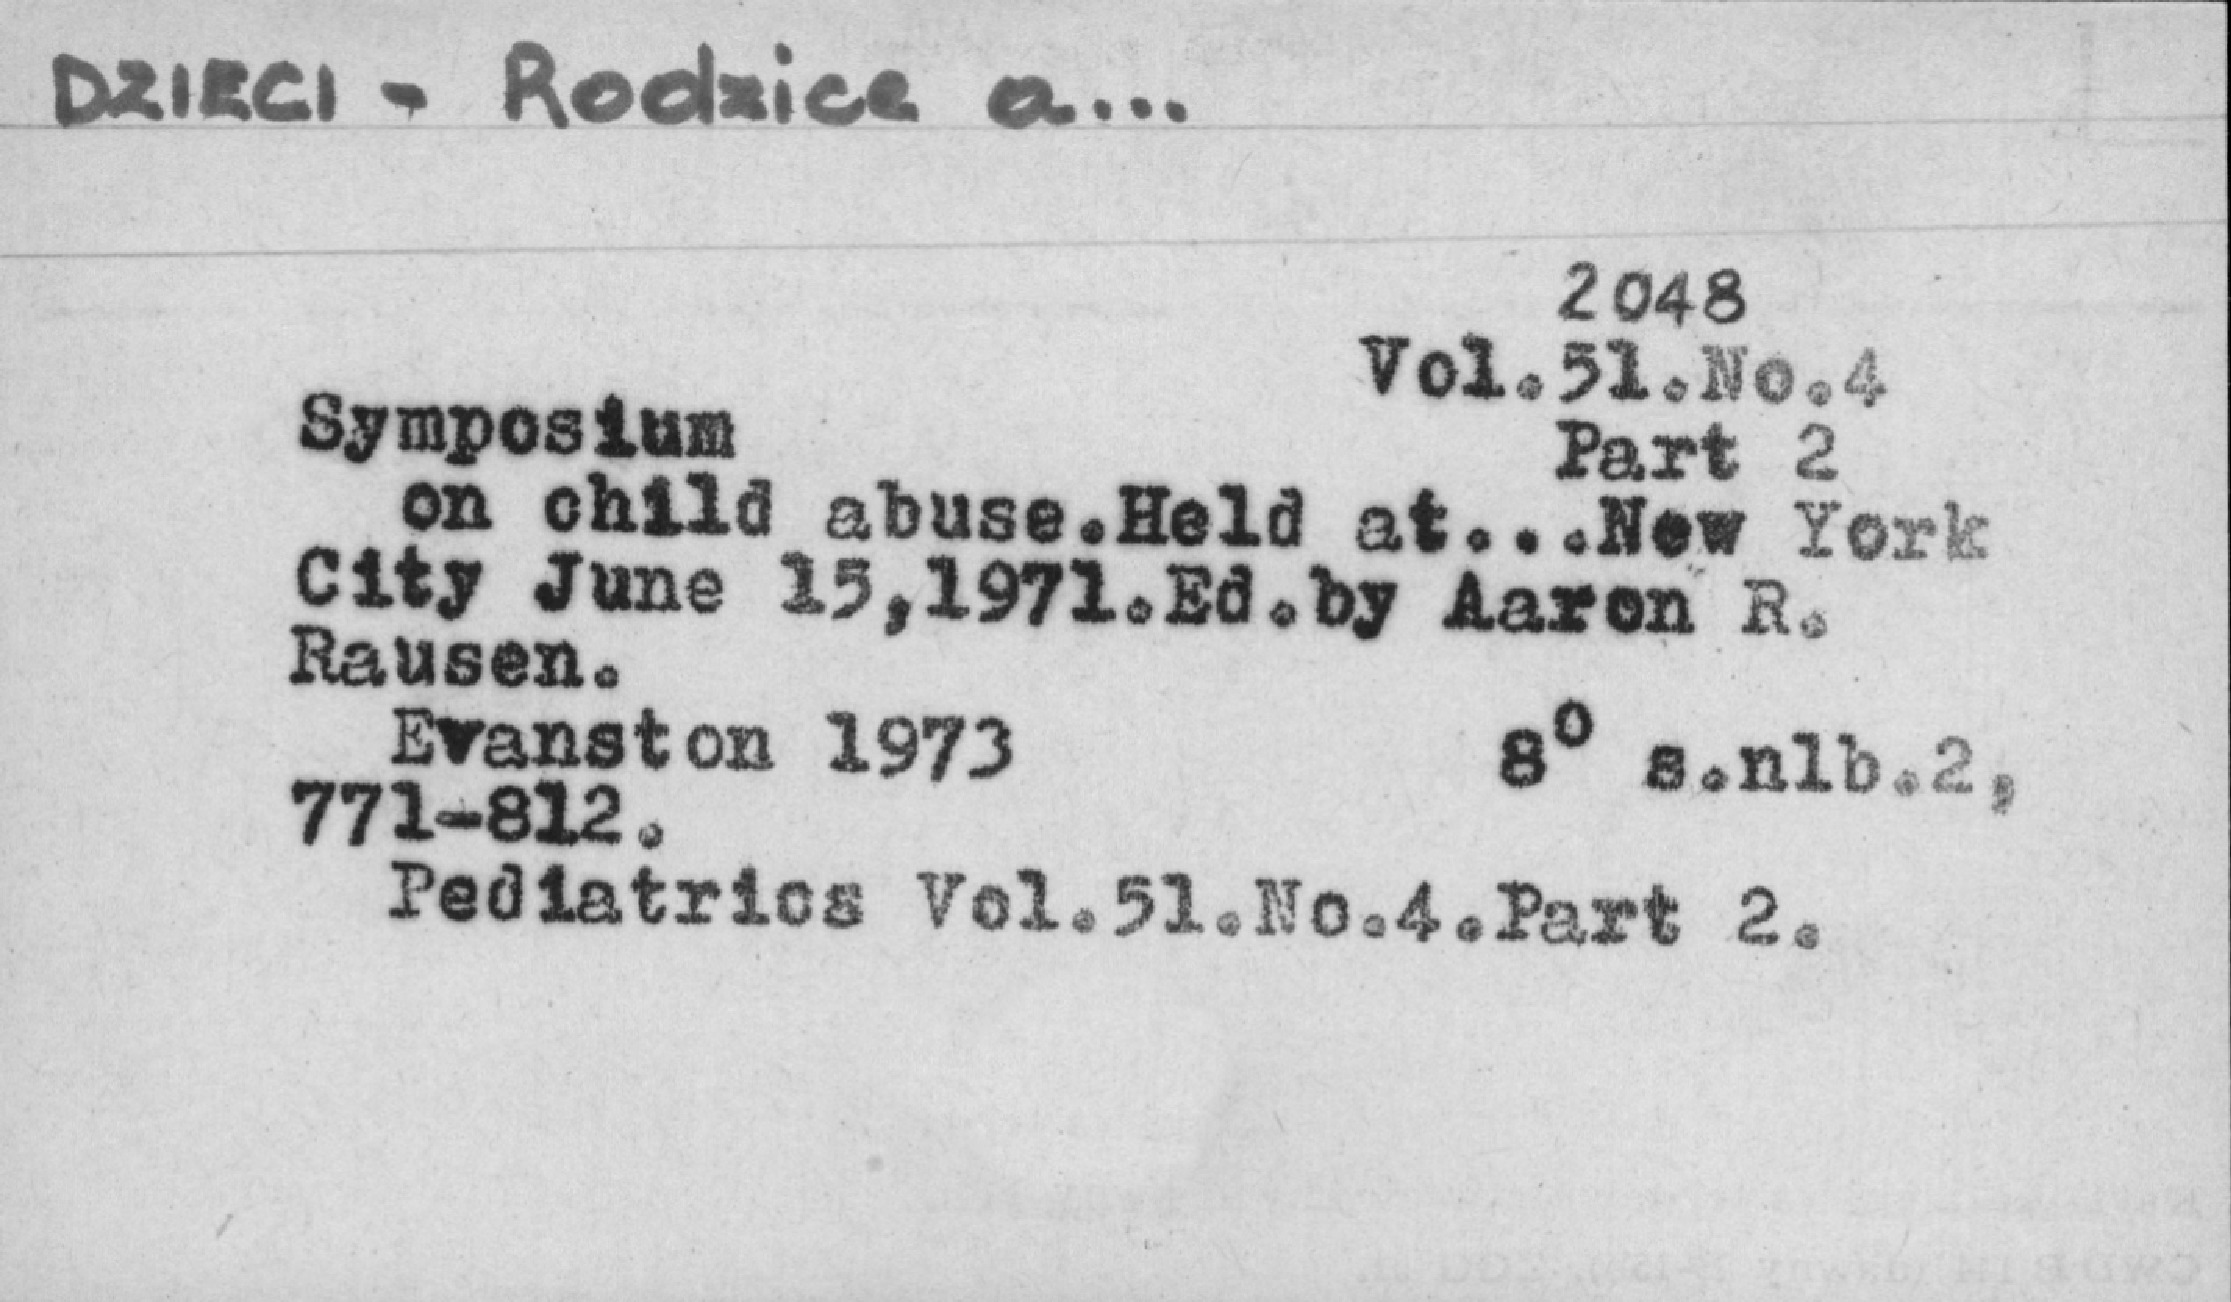 DZIECI - Rodzice a...
2048
Vol.51.No.4
Part 2
Symposium
on child abuse.Held at...New York
City June 15,1971.Ed.by Aaron R.
Rausen.
Evanston 1973 8° s.nlb.2,
771-812.
Pediatrics Vol.51.No.4.Part 2.